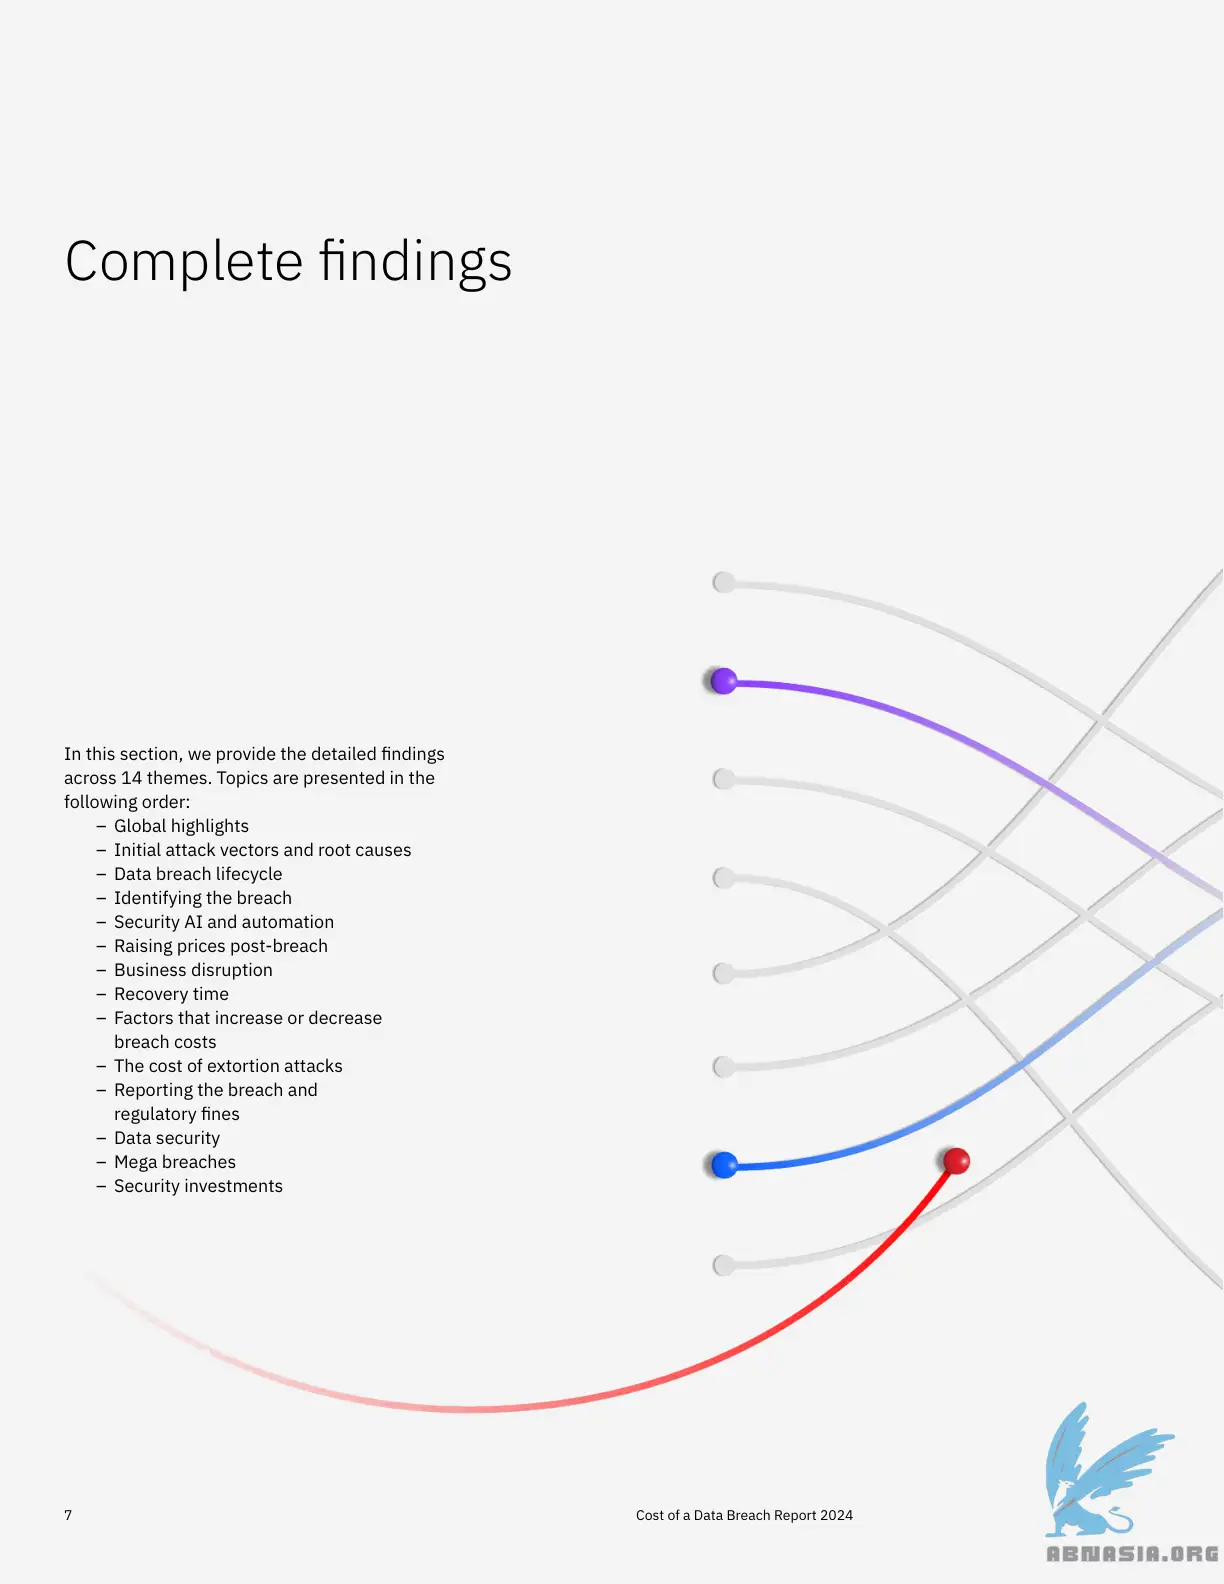 Complete findings
In this section, we provide the detailed findings
across 14 themes. Topics are presented in the
following order:
– Global highlights
– Initial attack vectors and root causes
– Data breach lifecycle
– Identifying the breach
– Security AI and automation
– Raising prices post-breach
– Business disruption
– Recovery time
– Factors that increase or decrease
breach costs
– The cost of extortion attacks
– Reporting the breach and
regulatory fines
– Data security
– Mega breaches
– Security investments
7
Cost of a Data Breach Report 2024
ABNASIA.ORG